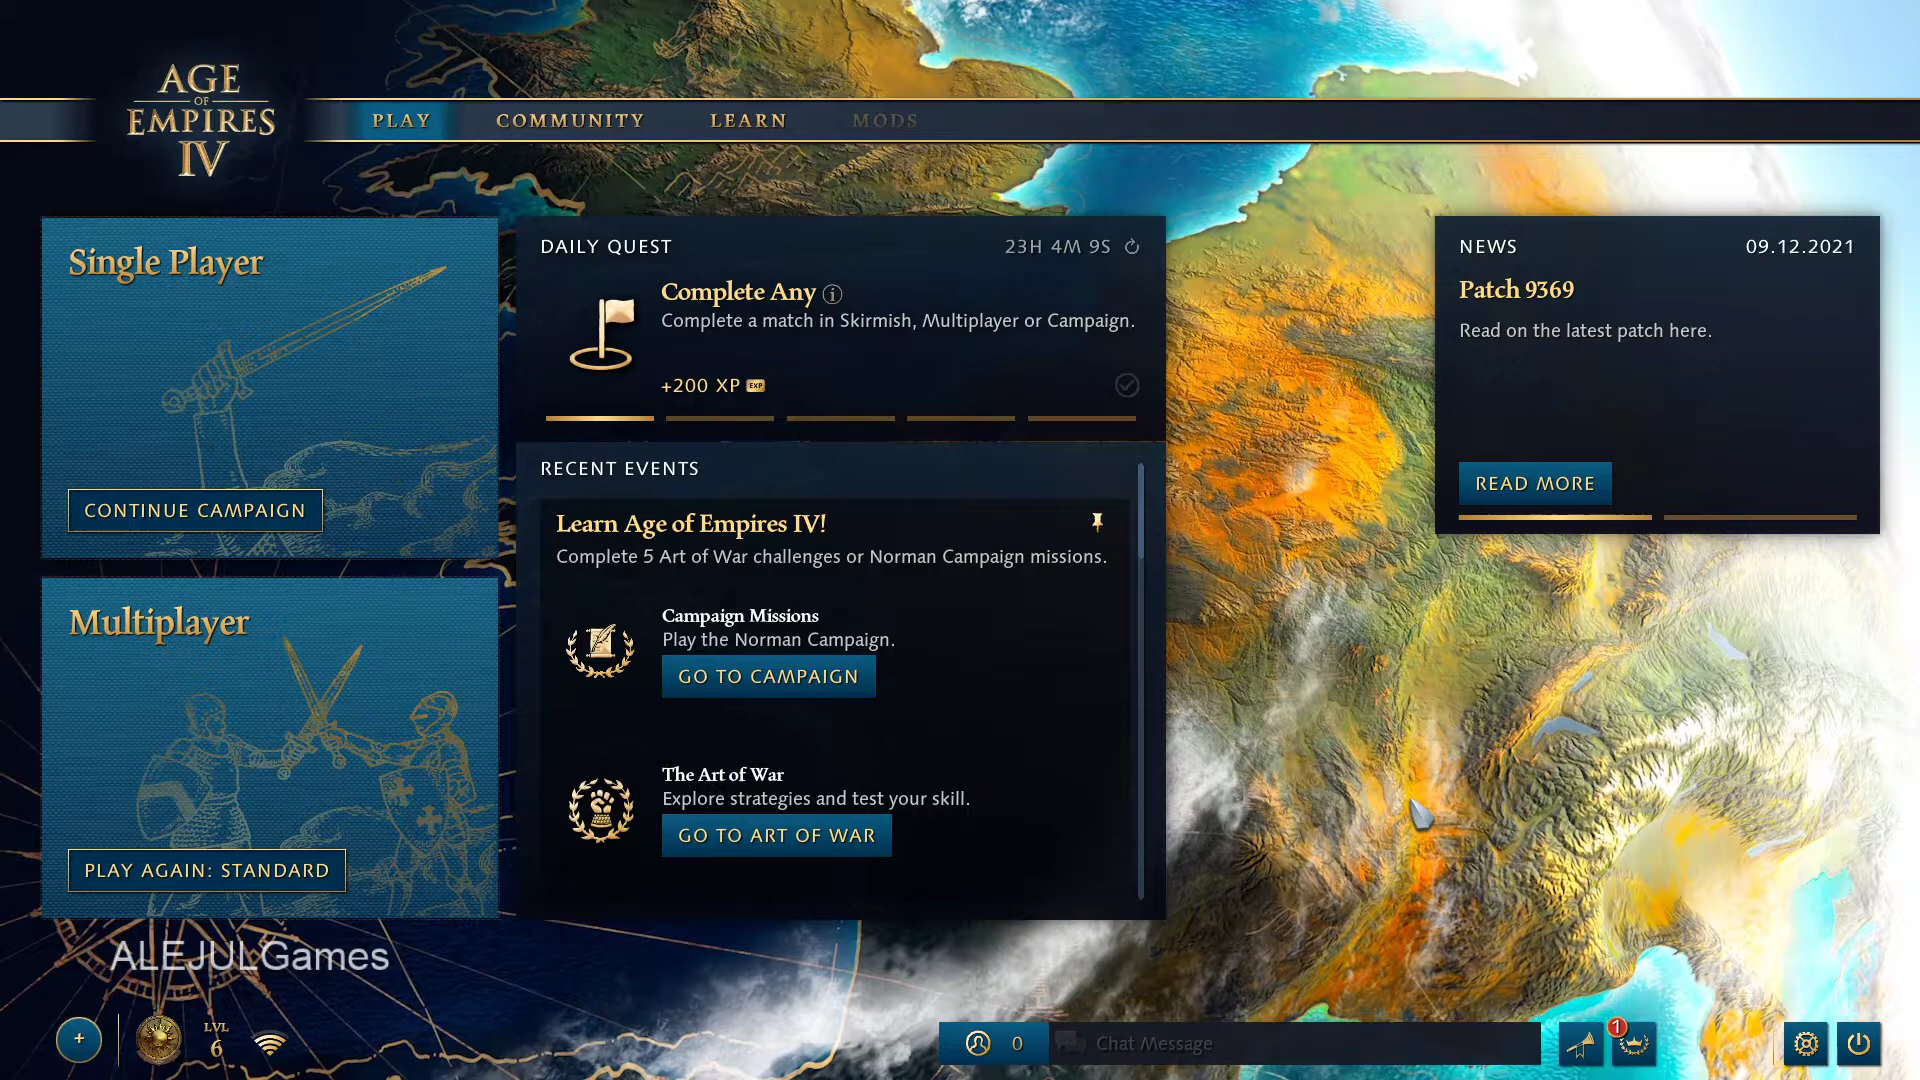 AGE
OF
EMPIRES
IV
PLAY
COMMUNITY
LEARN
MODS
Single Player
CONTINUE CAMPAIGN
Multiplayer
PLAY AGAIN: STANDARD
DAILY QUEST
23H 4M 9S
Complete Any
Complete a match in Skirmish, Multiplayer or Campaign.
+200 XP EXP
RECENT EVENTS
Learn Age of Empires IV!
Complete 5 Art of War challenges or Norman Campaign missions.
Campaign Missions
Play the Norman Campaign.
GO TO CAMPAIGN
The Art of War
Explore strategies and test your skill.
GO TO ART OF WAR
NEWS
09.12.2021
Patch 9369
Read on the latest patch here.
READ MORE
ALEJULGames
+
LVL
6
0
Chat Message
1